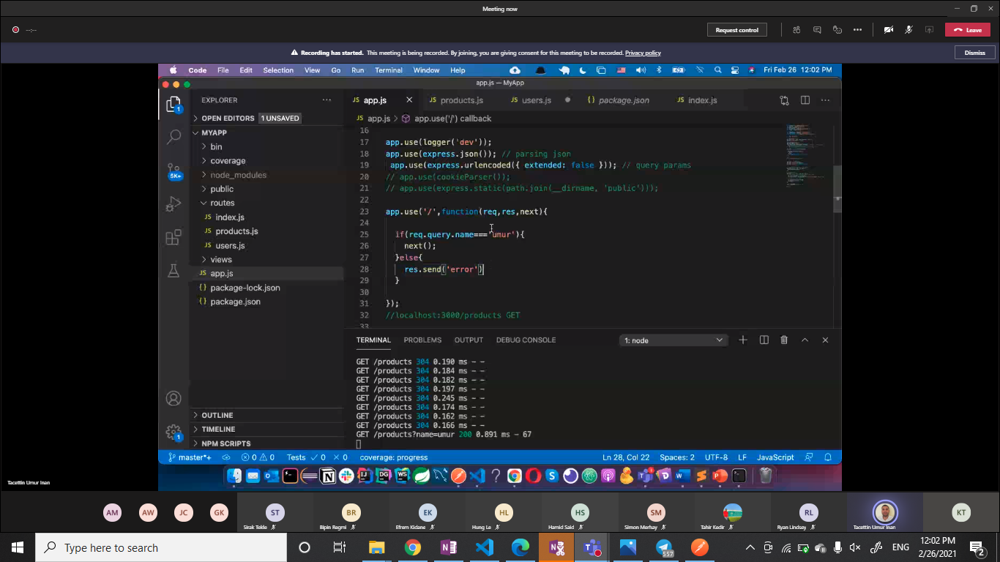 Meeting now
--:--
Request control
Leave
Recording has started. This meeting is being recorded. By joining, you are giving consent for this meeting to be recorded. Privacy policy
Dismiss
Code File Edit Selection View Go Run Terminal Window Help
Fri Feb 26 12:02 PM
app.js — MyApp
EXPLORER
JS app.js
JS products.js
JS users.js
{} package.json
JS index.js
OPEN EDITORS 1 UNSAVED
JS app.js > app.use('/') callback
MYAPP
bin
coverage
node_modules
public
routes
JS index.js
JS products.js
JS users.js
views
JS app.js
{} package-lock.json
{} package.json
OUTLINE
TIMELINE
NPM SCRIPTS
1
5K+
1
16
17 app.use(logger('dev'));
18 app.use(express.json()); // parsing json
19 app.use(express.urlencoded({ extended: false })); // query params
20 // app.use(cookieParser());
21 // app.use(express.static(path.join(__dirname, 'public')));
22
23 app.use('/',function(req,res,next){
24
25 if(req.query.name==='umur'){
26 next();
27 }else{
28 res.send('error')
29 }
30
31 });
32 //localhost:3000/products GET
33
TERMINAL PROBLEMS OUTPUT DEBUG CONSOLE
1: node
GET /products 304 0.190 ms - -
GET /products 304 0.184 ms - -
GET /products 304 0.182 ms - -
GET /products 304 0.197 ms - -
GET /products 304 0.245 ms - -
GET /products 304 0.174 ms - -
GET /products 304 0.162 ms - -
GET /products 304 0.166 ms - -
GET /products?name=umur 200 0.891 ms - 67
master*+ 0 0 Tests 0 0 coverage: progress
Ln 28, Col 22 Spaces: 2 UTF-8 LF JavaScript
Tacettin Umur Inan
AM
AW
JC
GK
ST
Sirak Tekle
BR
Bipin Regmi
EK
Efrem Kidane
HL
Hung Le
HS
Hamid Said
SM
Simon Merhay
Tahir Kedir
RL
Ryan Lindsey
Tacettin Umur Inan
KT
Type here to search
557
ENG
12:02 PM
2/26/2021
2